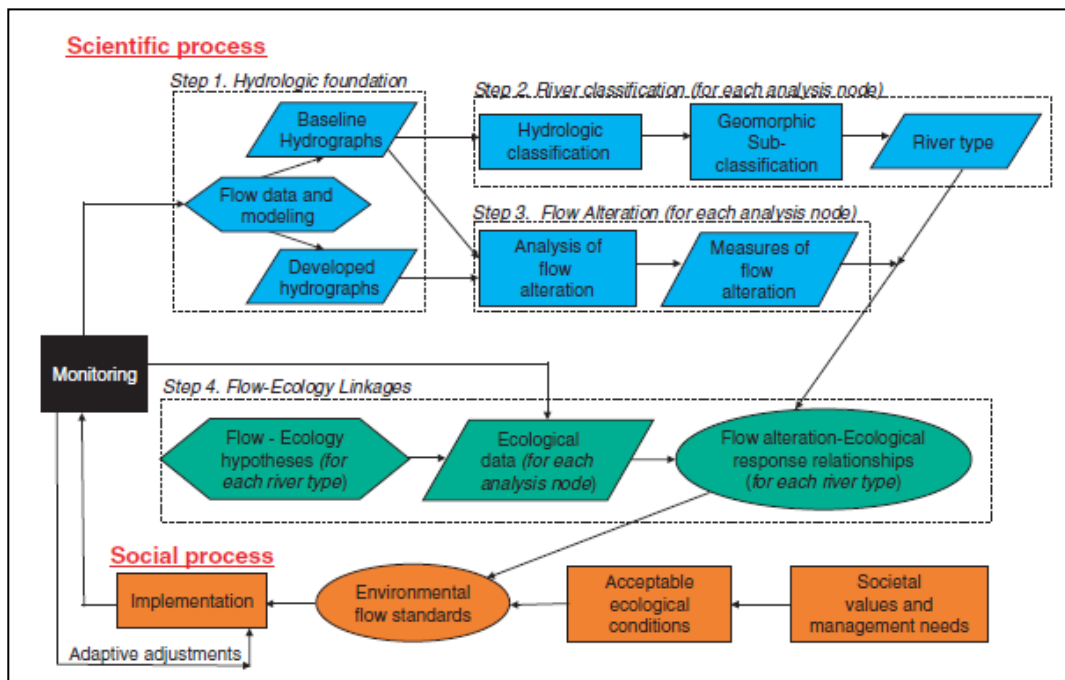 Scientific process
Step 1. Hydrologic foundation
Step 2. River classification (for each analysis node)
Baseline
Hydrographs
Hydrologic
classification
Geomorphic
Sub-
classification
River type
Flow data and
modeling
Step 3. Flow Alteration (for each analysis node)
Developed
hydrographs
Analysis of
flow
alteration
Measures of
flow
alteration
Monitoring
Step 4. Flow-Ecology Linkages
Flow - Ecology
hypotheses (for
each river type)
Ecological
data (for each
analysis node)
Flow alteration-Ecological
response relationships
(for each river type)
Social process
Implementation
Environmental
flow standards
Acceptable
ecological
conditions
Societal
values and
management needs
Adaptive adjustments